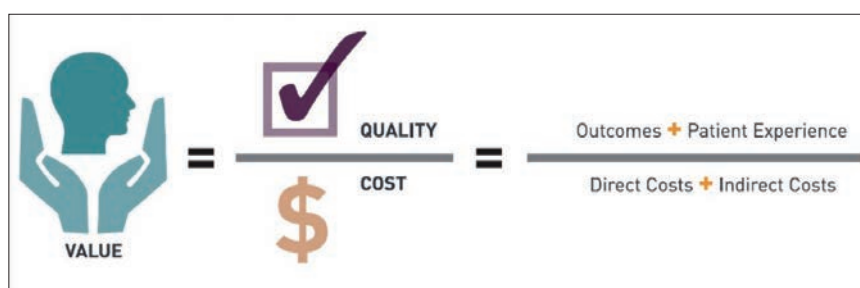 VALUE
=
QUALITY
COST
$
=
Outcomes + Patient Experience
Direct Costs + Indirect Costs